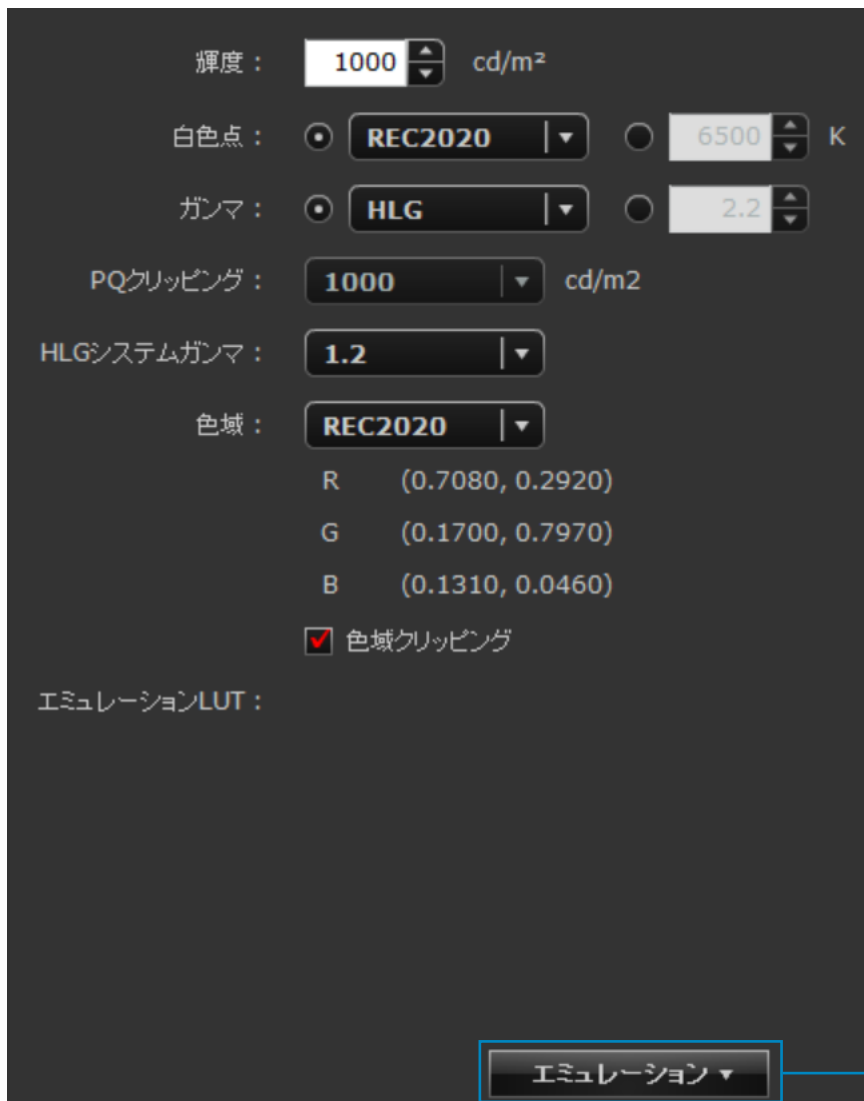 輝度： 1000 cd/m²
白色点： REC2020 6500 K
ガンマ： HLG 2.2
PQクリッピング： 1000 cd/m2
HLGシステムガンマ： 1.2
色域： REC2020
R (0.7080, 0.2920)
G (0.1700, 0.7970)
B (0.1310, 0.0460)
色域クリッピング
エミュレーションLUT：
エミュレーション